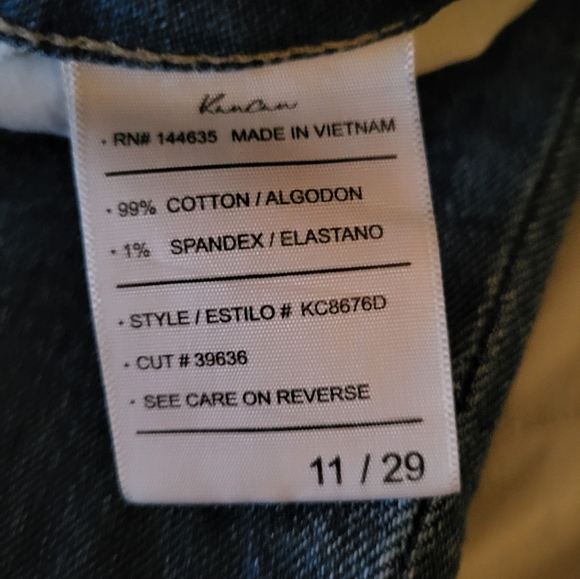 KanCan
· RN# 144635 MADE IN VIETNAM
· 99% COTTON / ALGODON
· 1% SPANDEX / ELASTANO
· STYLE / ESTILO # KC8676D
· CUT # 39636
· SEE CARE ON REVERSE
11 / 29